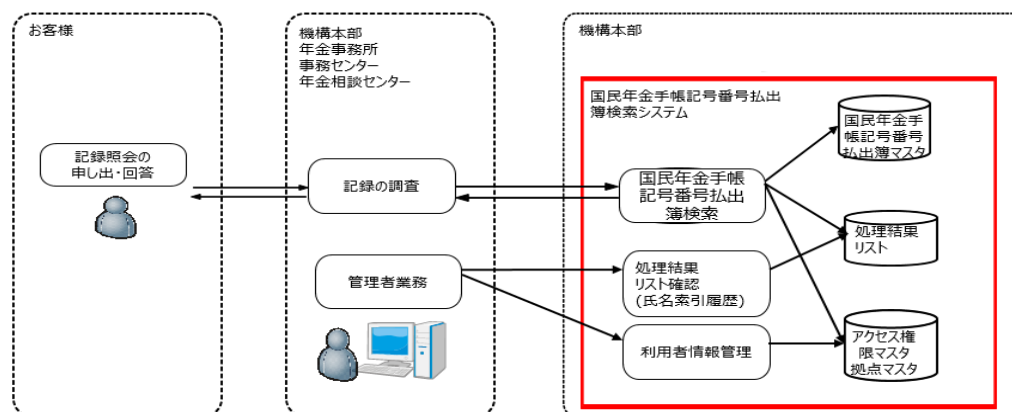 お客様
記録照会の
申し出・回答
機構本部
年金事務所
事務センター
年金相談センター
記録の調査
管理者業務
機構本部
国民年金手帳記号番号払出
簿検索システム
国民年金手帳
記号番号払出
簿検索
処理結果
リスト確認
(氏名索引履歴)
利用者情報管理
国民年金手
帳記号番号
払出簿マスタ
処理結果
リスト
アクセス権
限マスタ
拠点マスタ